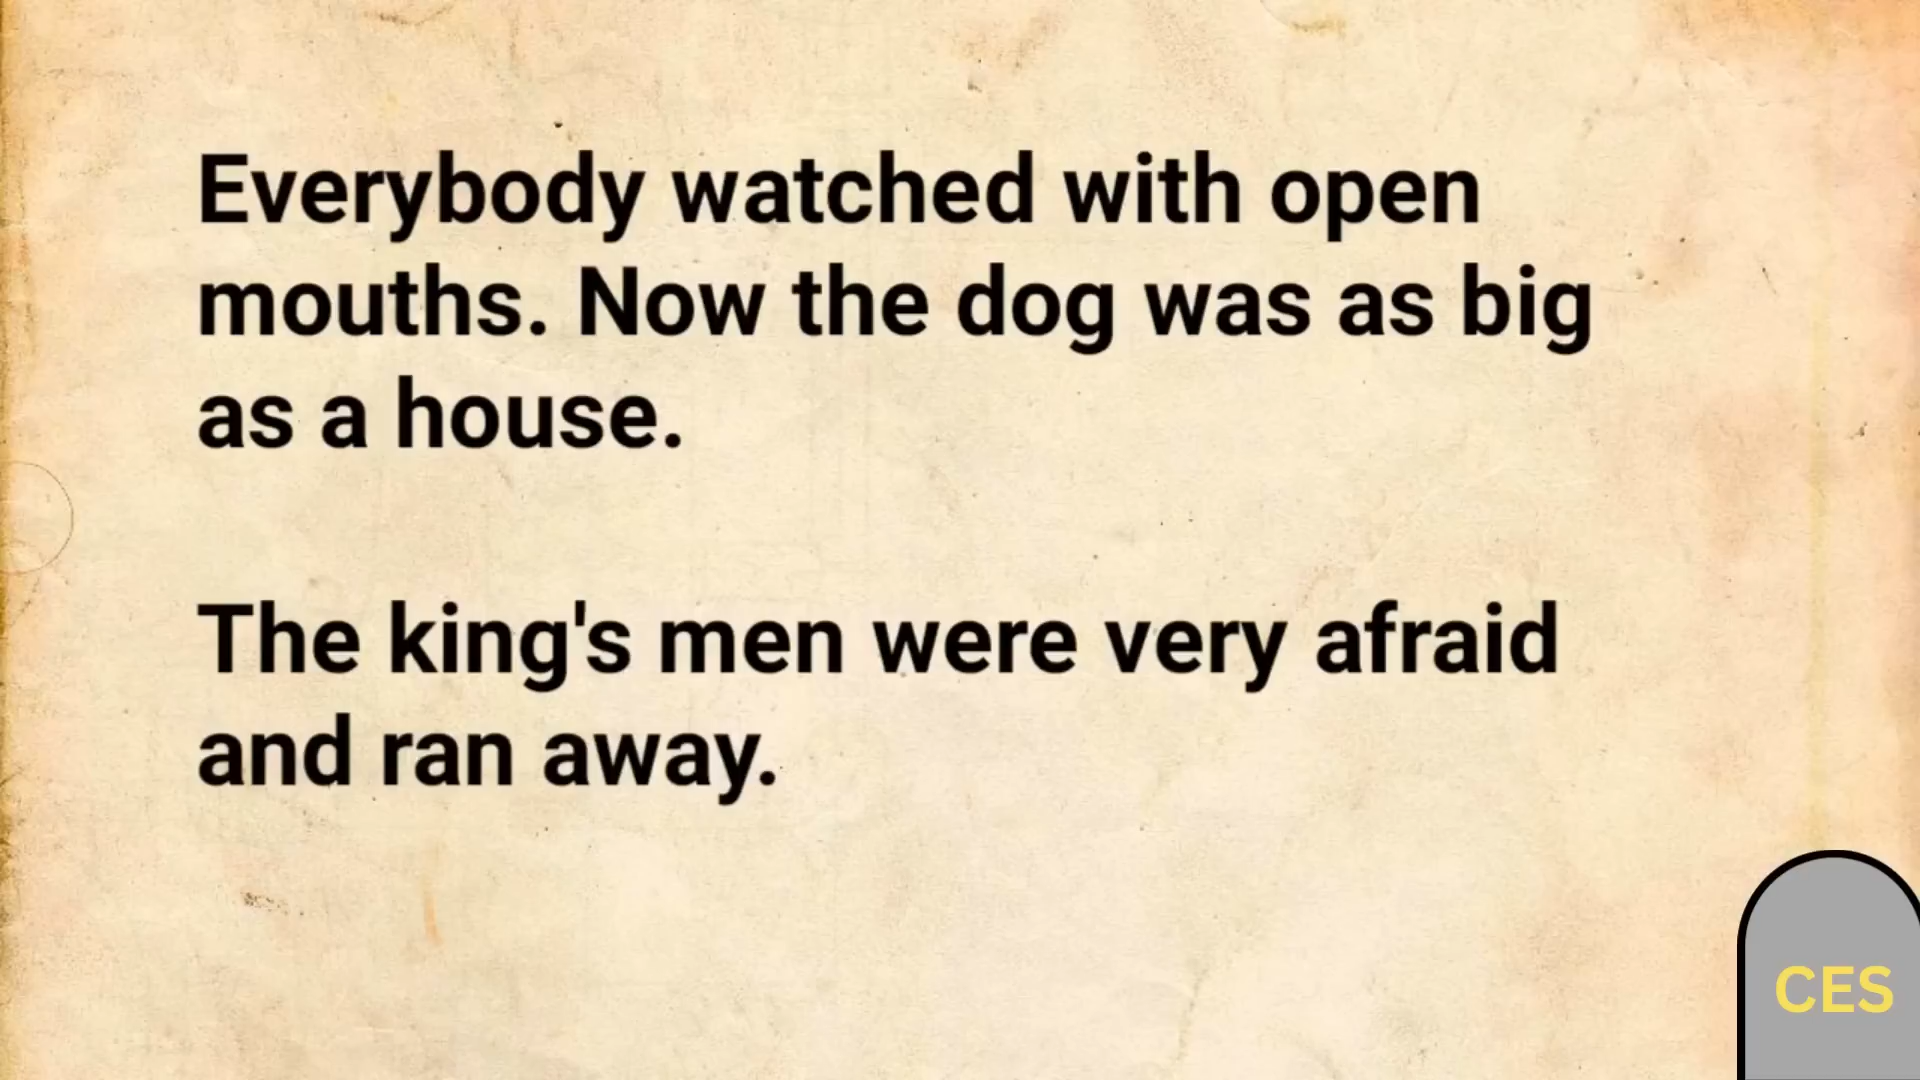 Everybody watched with open
mouths. Now the dog was as big
as a house.
The king's men were very afraid
and ran away.
CES